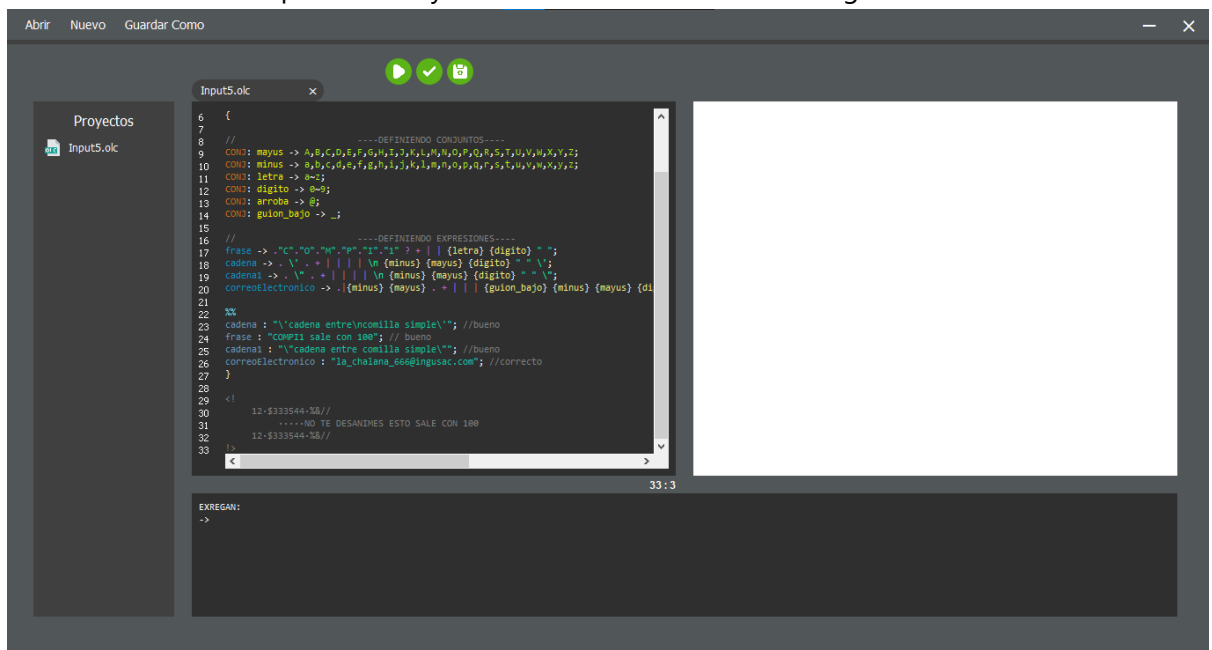 Abrir Nuevo Guardar Como
Input5.olc x
Proyectos
Input5.olc
6 {
7
8 // ----DEFINIENDO CONJUNTOS----
9 CONJ: mayus -> A,B,C,D,E,F,G,H,I,J,K,L,M,N,O,P,Q,R,S,T,U,V,W,X,Y,Z;
10 CONJ: minus -> a,b,c,d,e,f,g,h,i,j,k,l,m,n,o,p,q,r,s,t,u,v,w,x,y,z;
11 CONJ: letra -> a~z;
12 CONJ: digito -> 0~9;
13 CONJ: arroba -> @;
14 CONJ: guion_bajo -> _;
15
16 // ----DEFINIENDO EXPRESIONES----
17 frase -> ."C"."O"."M"."P"."I"."1" ? + | | {letra} {digito} " ";
18 cadena -> . \' . + | | | | \n {minus} {mayus} {digito} " " \';
19 cadena1 -> . \" . + | | | | \n {minus} {mayus} {digito} " " \";
20 correoElectronico -> .|{minus} {mayus} . + | | | {guion_bajo} {minus} {mayus} {di
21
22 %%
23 cadena : "\'cadena entre\ncomilla simple\'"; //bueno
24 frase : "COMPI1 sale con 100"; // bueno
25 cadena1 : "\"cadena entre comilla simple\""; //bueno
26 correoElectronico : "la_chalana_666@ingusac.com"; //correcto
27 }
28
29 <!
30 12·$333544·%&//
31 ·····NO TE DESANIMES ESTO SALE CON 100
32 12·$333544·%&//
33 !>
33:3
EXREGAN:
->